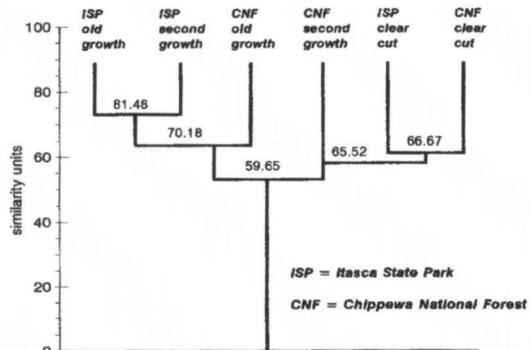 ISP
old
growth
ISP
second
growth
CNF
old
growth
CNF
second
growth
ISP
clear
cut
CNF
clear
cut
100
80
60
40
20
0
similarity units
81.48
70.18
59.65
65.52
66.67
ISP = Itasca State Park
CNF = Chippewa National Forest